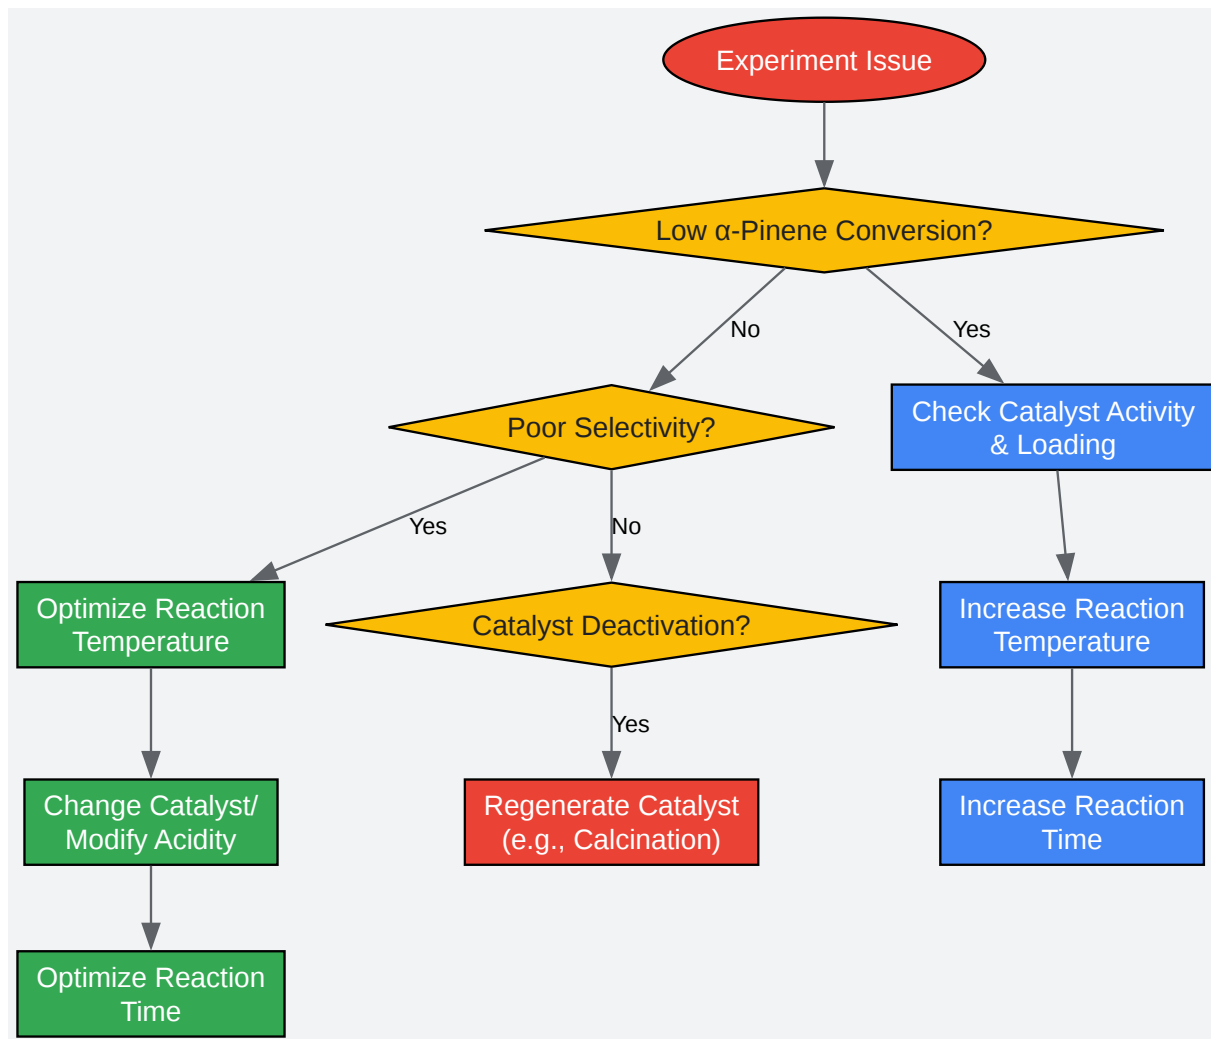 Experiment Issue
Low α-Pinene Conversion?
No
Yes
Poor Selectivity?
Check Catalyst Activity
& Loading
Yes
No
Optimize Reaction
Temperature
Catalyst Deactivation?
Increase Reaction
Temperature
Yes
Change Catalyst/
Modify Acidity
Regenerate Catalyst
(e.g., Calcination)
Increase Reaction
Time
Optimize Reaction
Time